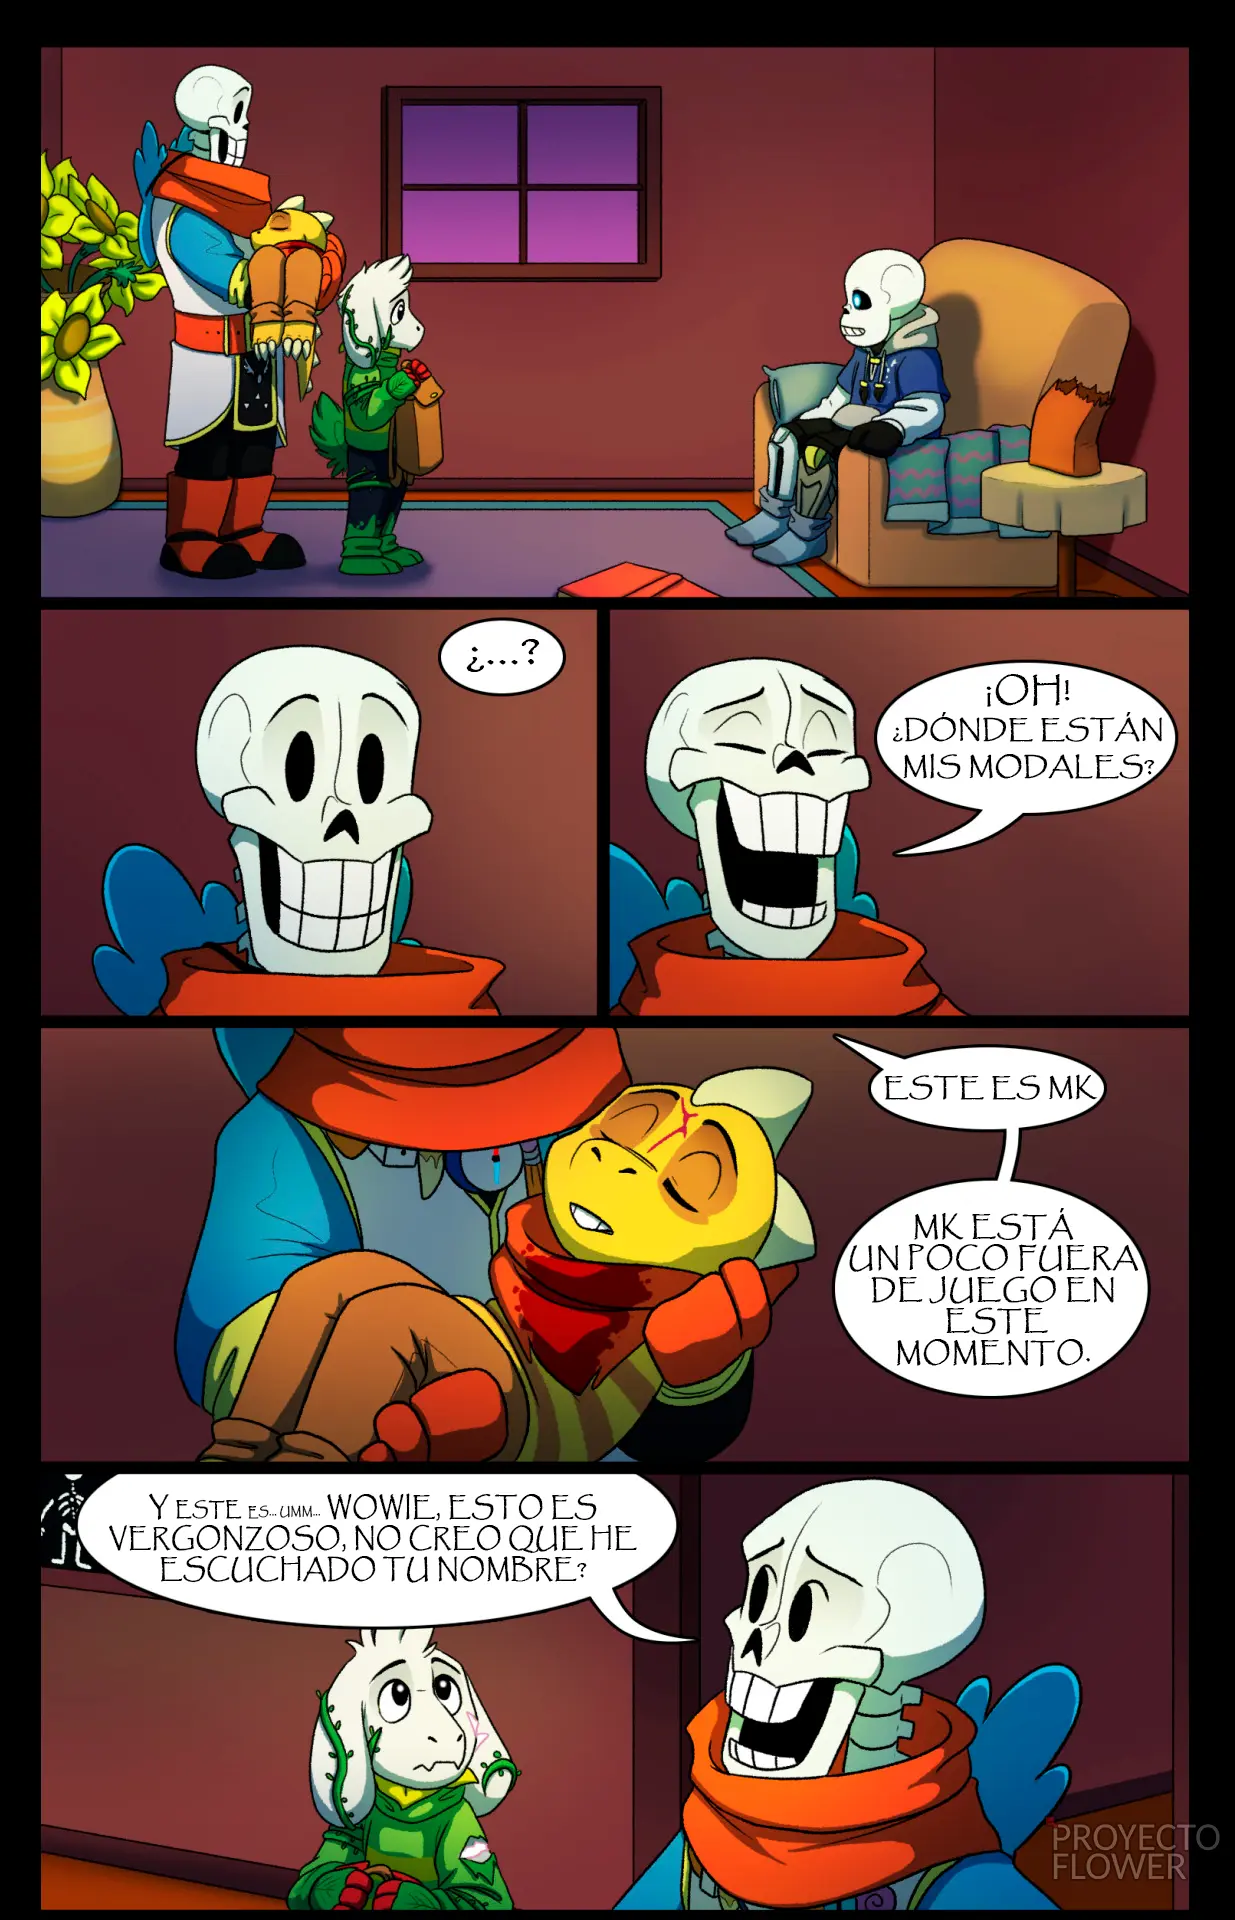 ¿...?
¡OH!
¿DÓNDE ESTÁN
MIS MODALES?
ESTE ES MK
MK ESTÁ
UN POCO FUERA
DE JUEGO EN
ESTE
MOMENTO.
Y ESTE ES... UMM... WOWIE, ESTO ES
VERGONZOSO, NO CREO QUE HE
ESCUCHADO TU NOMBRE?
PROYECTO
FLOWER